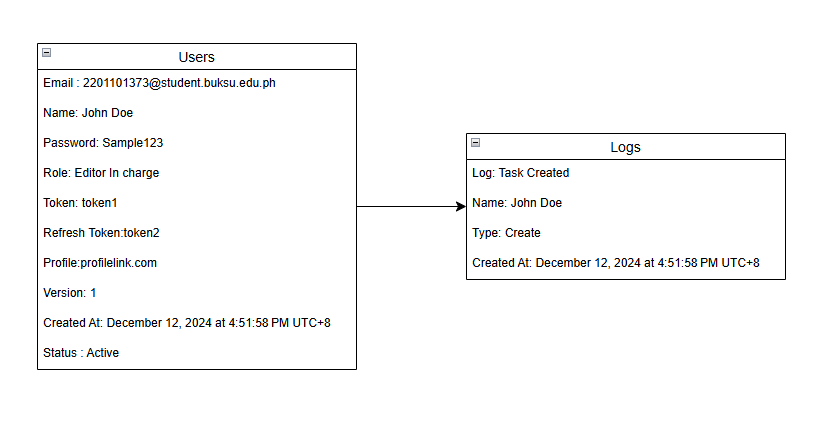 Users
Email : 2201101373@student.buksu.edu.ph
Name: John Doe
Password: Sample123
Role: Editor In charge
Token: token1
Refresh Token:token2
Profile:profilelink.com
Version: 1
Created At: December 12, 2024 at 4:51:58 PM UTC+8
Status : Active
Logs
Log: Task Created
Name: John Doe
Type: Create
Created At: December 12, 2024 at 4:51:58 PM UTC+8